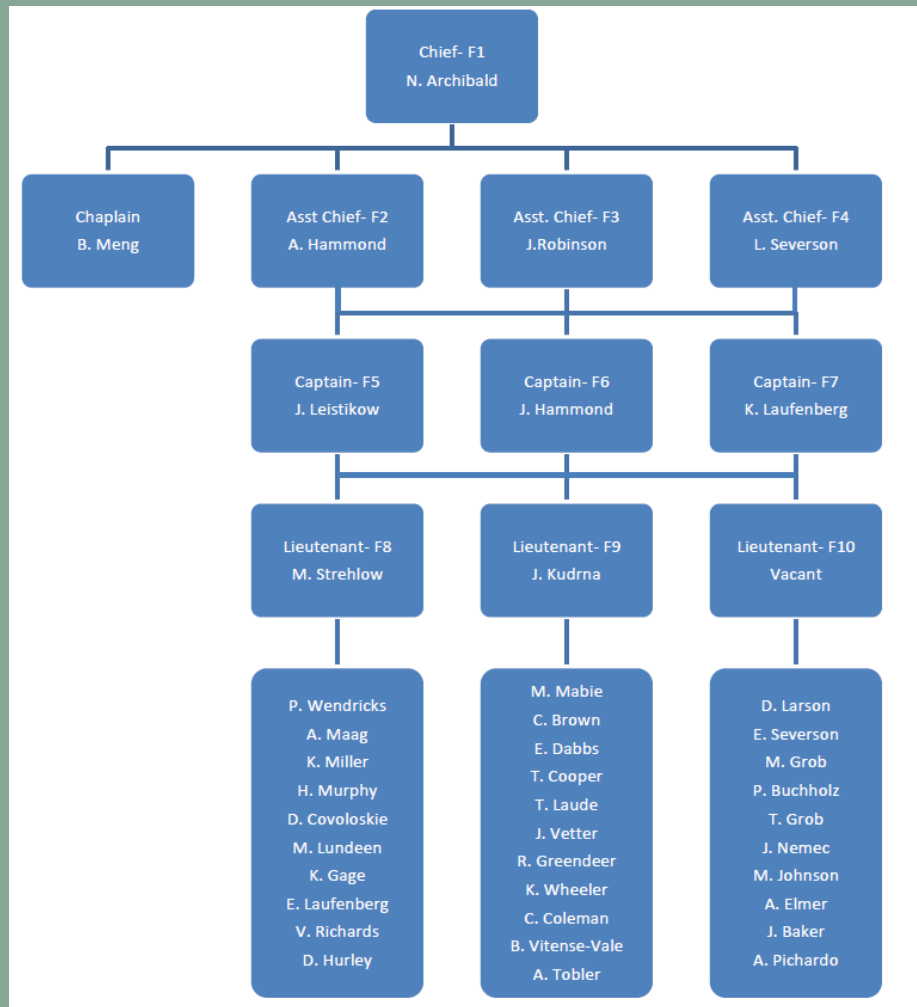 Chief- F1
N. Archibald
Chaplain
B. Meng
Asst Chief- F2
A. Hammond
Asst. Chief- F3
J.Robinson
Asst. Chief- F4
L. Severson
Captain- F5
J. Leistikow
Captain- F6
J. Hammond
Captain- F7
K. Laufenberg
Lieutenant- F8
M. Strehlow
Lieutenant- F9
J. Kudrna
Lieutenant- F10
Vacant
P. Wendricks
A. Maag
K. Miller
H. Murphy
D. Covoloskie
M. Lundeen
K. Gage
E. Laufenberg
V. Richards
D. Hurley
M. Mabie
C. Brown
E. Dabbs
T. Cooper
T. Laude
J. Vetter
R. Greendeer
K. Wheeler
C. Coleman
B. Vitense-Vale
A. Tobler
D. Larson
E. Severson
M. Grob
P. Buchholz
T. Grob
J. Nemec
M. Johnson
A. Elmer
J. Baker
A. Pichardo